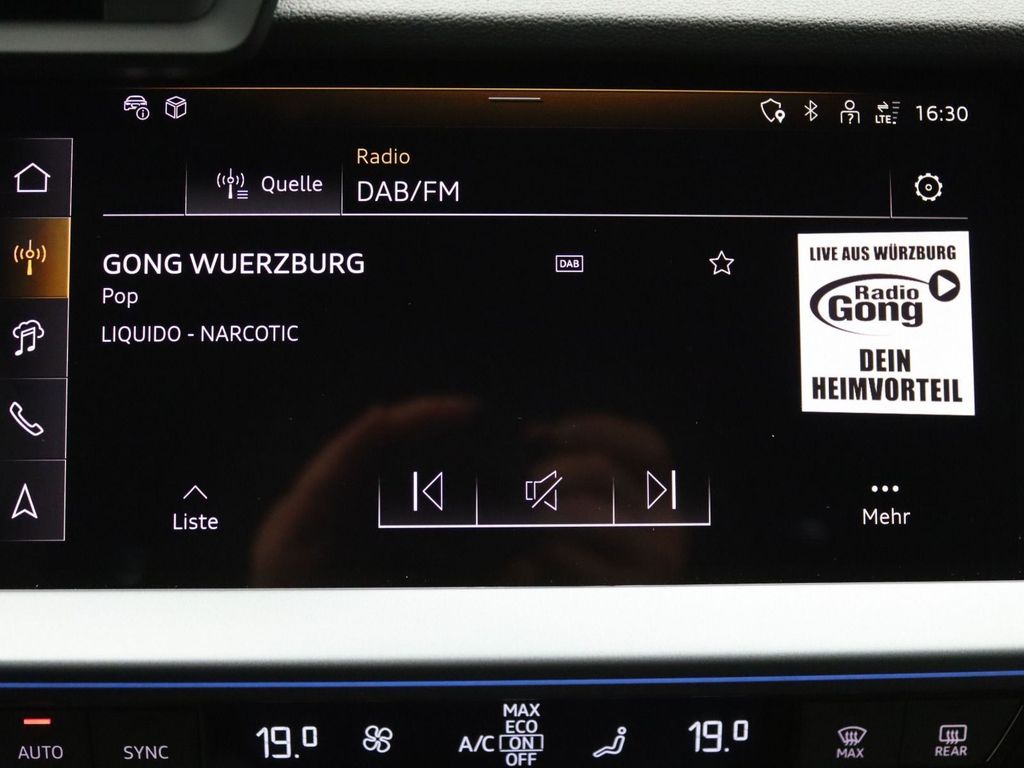 LTE 16:30
Radio
Quelle
DAB/FM
GONG WUERZBURG
DAB
Pop
LIQUIDO - NARCOTIC
LIVE AUS WÜRZBURG
Radio
Gong
DEIN
HEIMVORTEIL
Liste
Mehr
AUTO
SYNC
19.0
A/C
MAX
ECO
ON
OFF
19.0
MAX
REAR